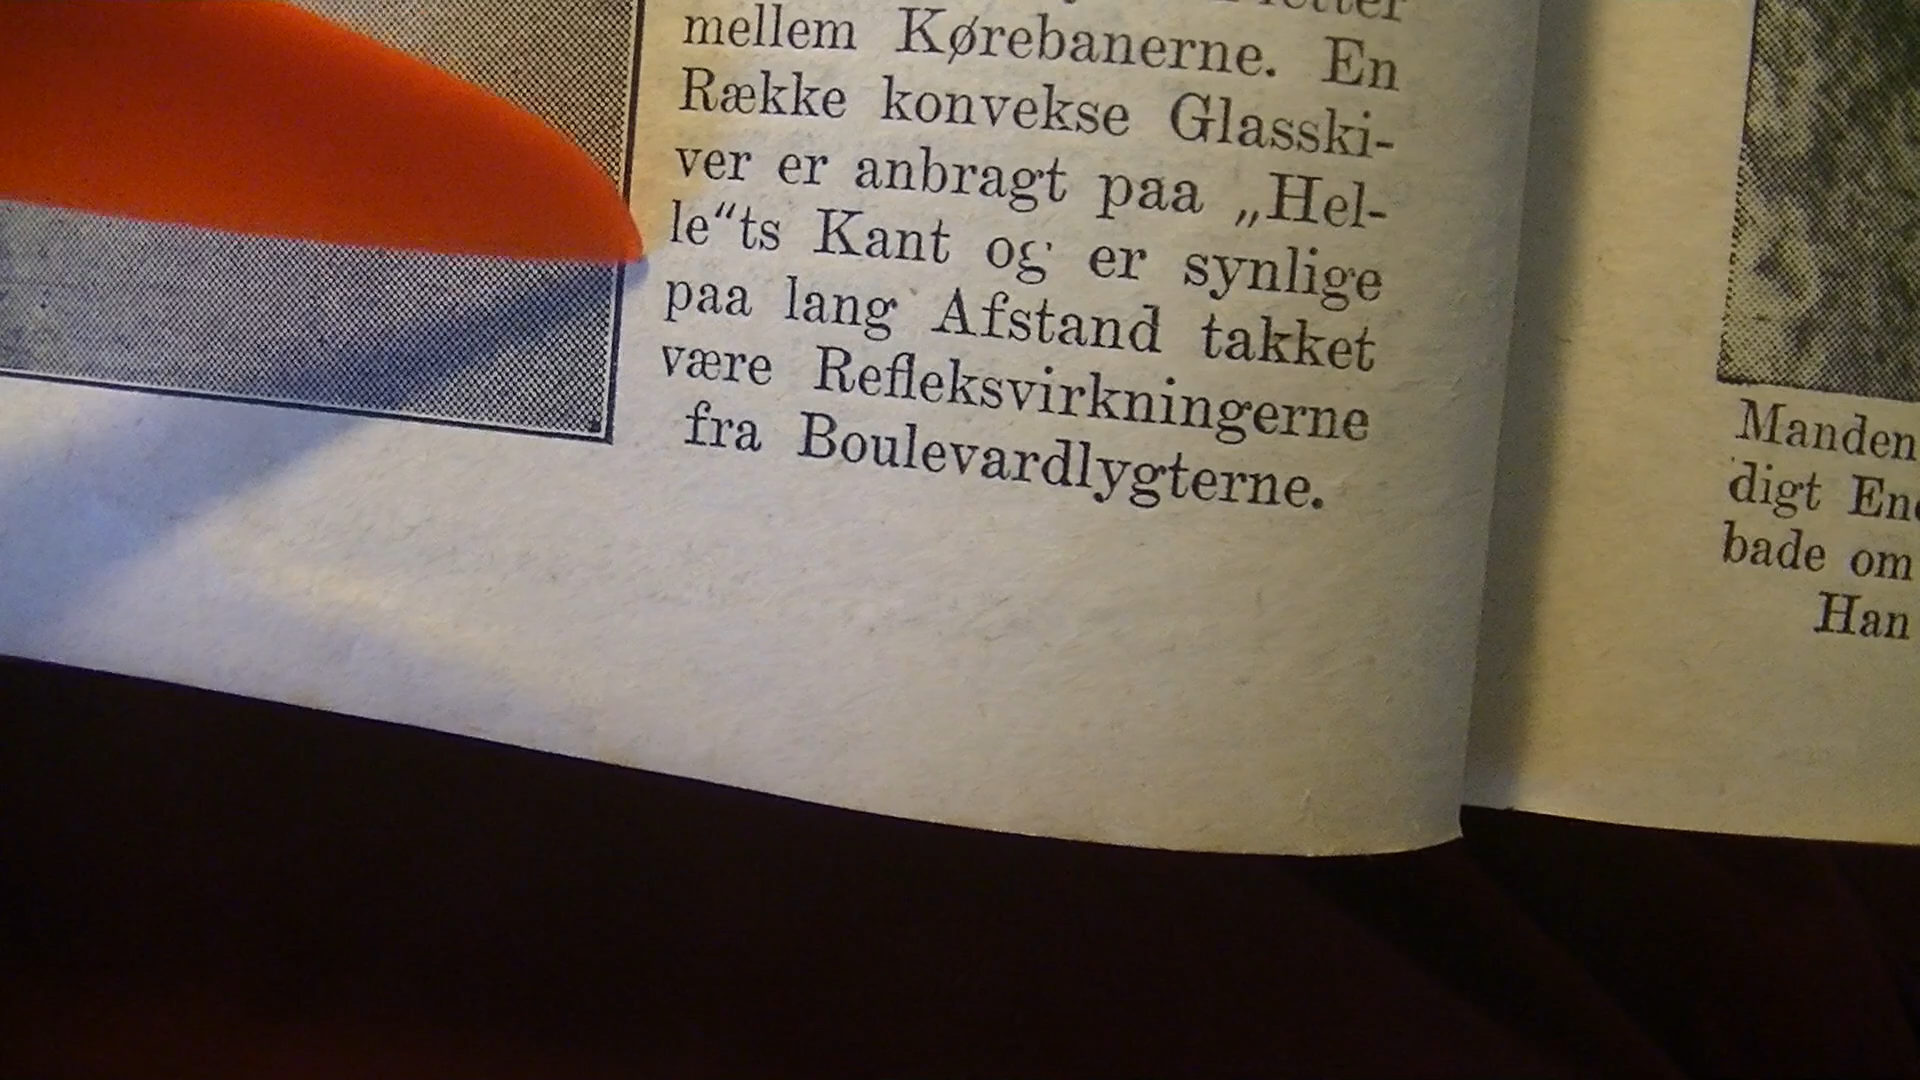 mellem Kørebanerne. En
Række konvekse Glasski-
ver er anbragt paa „Hel-
le“ts Kant og er synlige
paa lang Afstand takket
være Refleksvirkningerne
fra Boulevardlygterne.
Manden
digt
bade om
Han